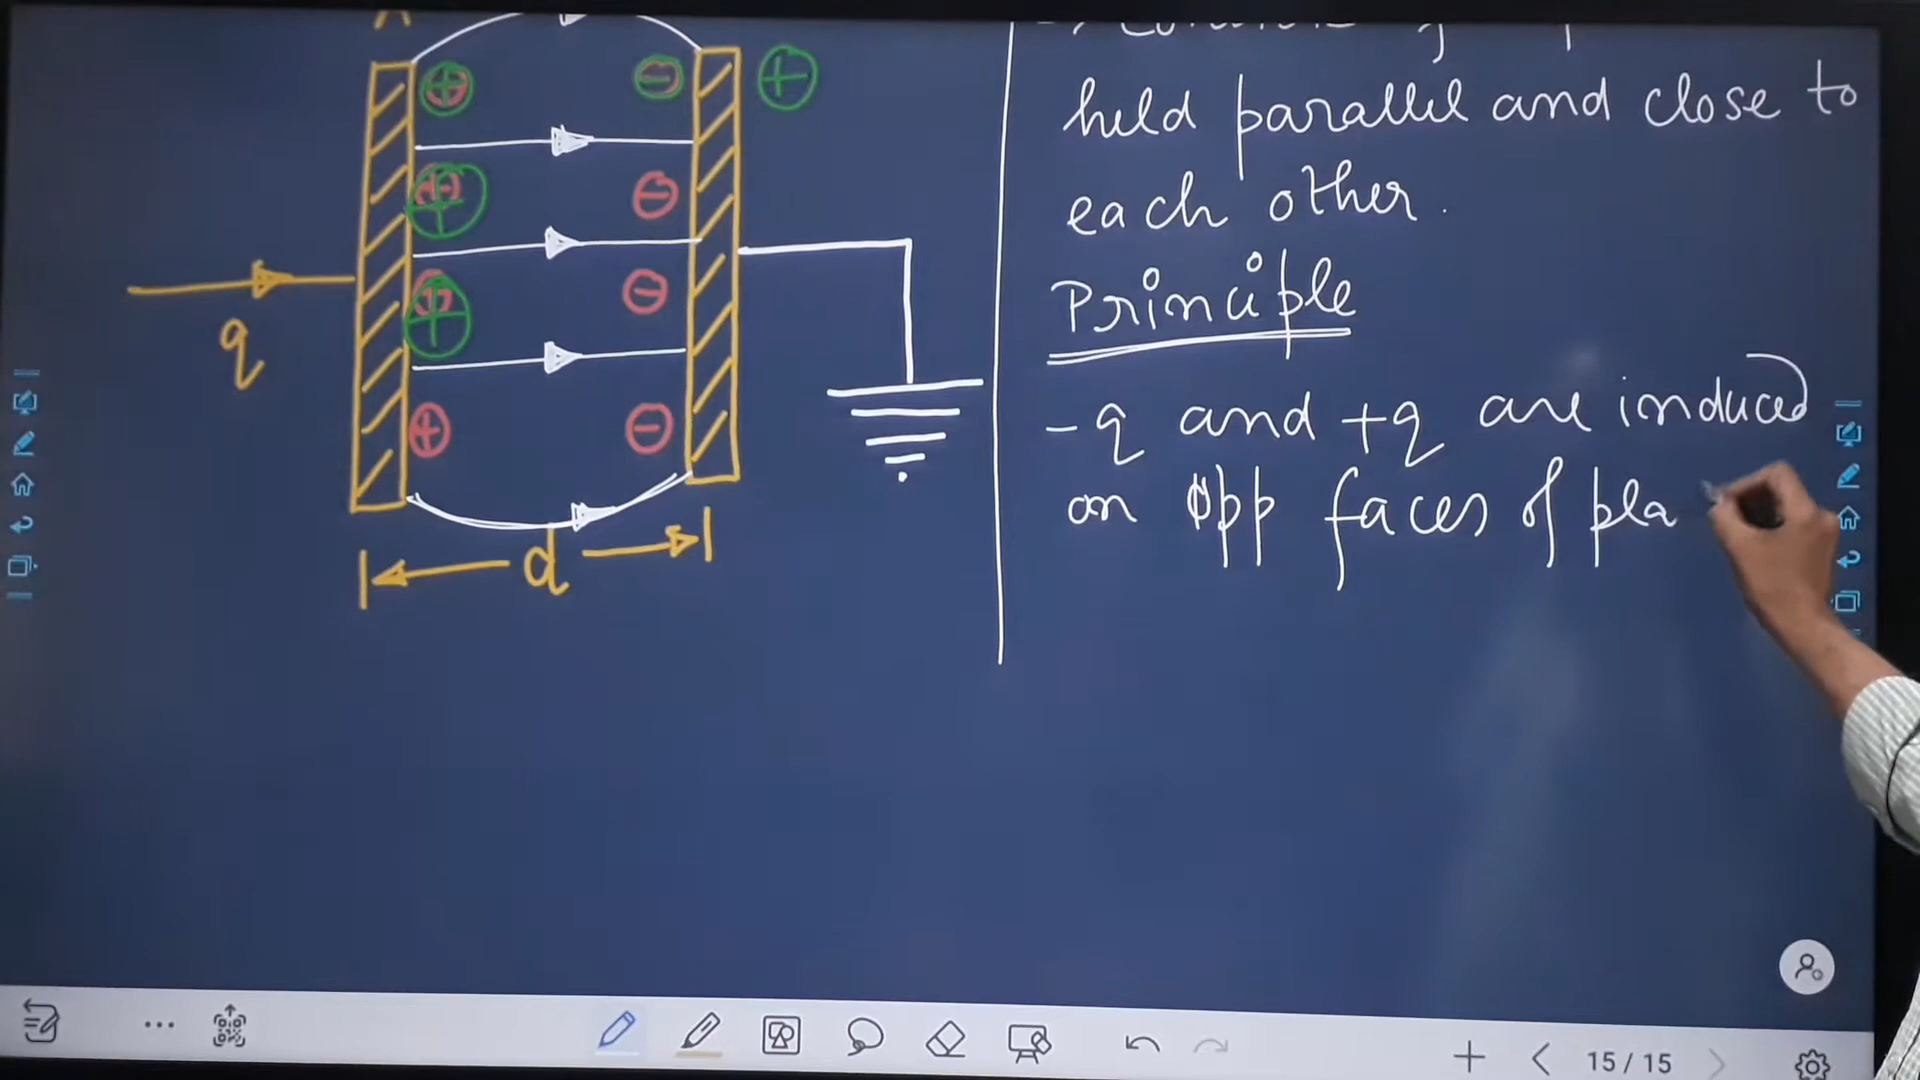 held parallel and close to
each other.
Principle
-q and +q are induced
on opp faces of pla
q
d
15 / 15